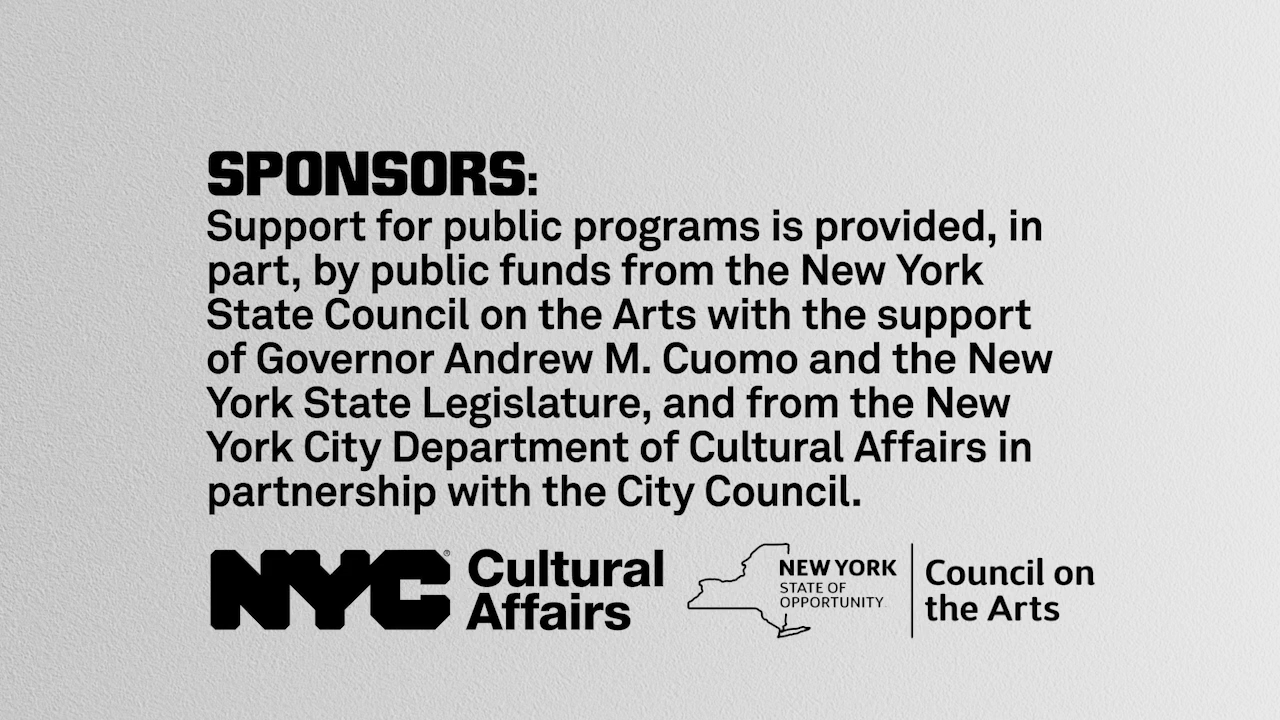 SPONSORS:
Support for public programs is provided, in
part, by public funds from the New York
State Council on the Arts with the support
of Governor Andrew M. Cuomo and the New
York State Legislature, and from the New
York City Department of Cultural Affairs in
partnership with the City Council.
NYC® Cultural
Affairs
NEW YORK
STATE OF
OPPORTUNITY
Council on
the Arts